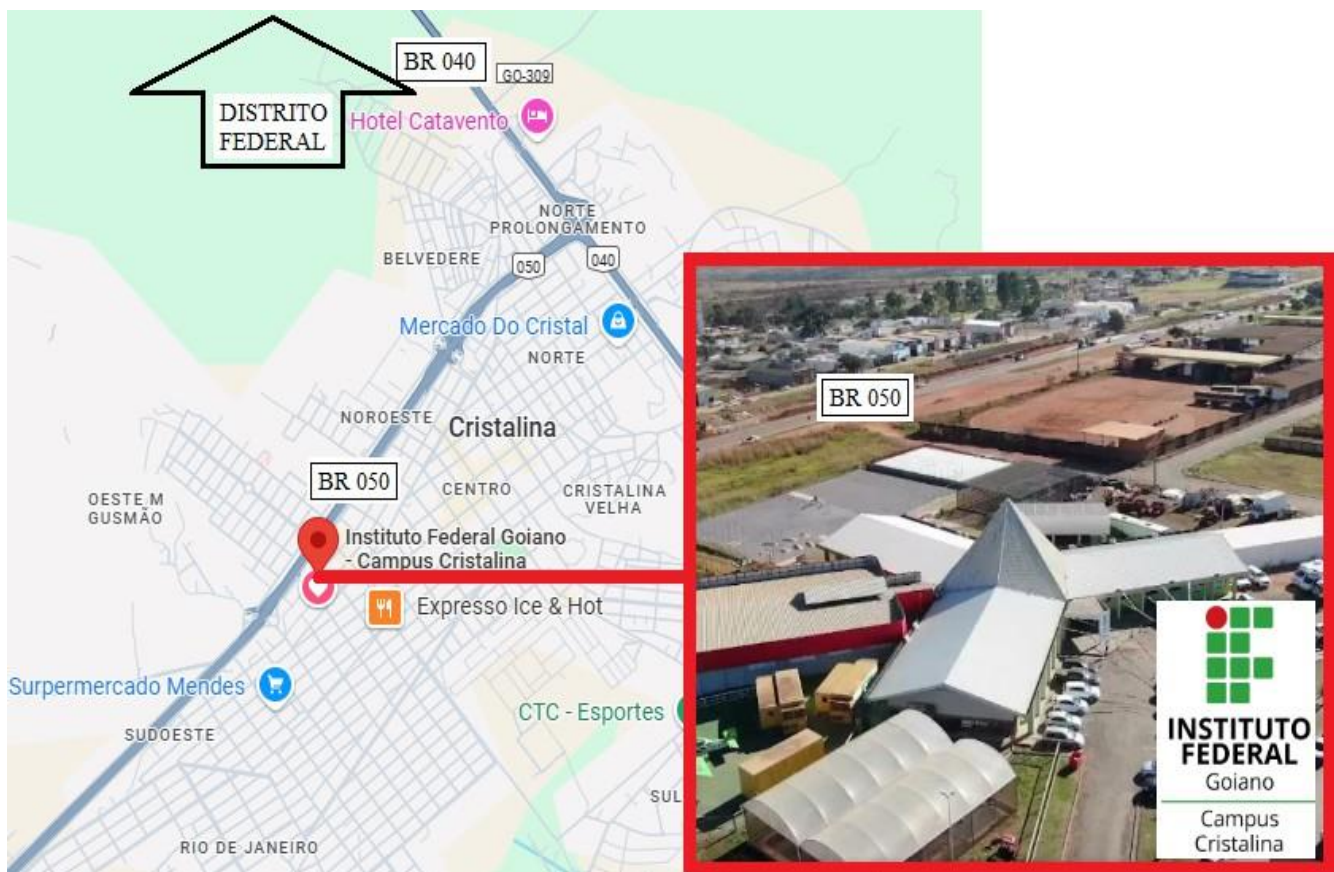 BR 040
GO-309
DISTRITO
FEDERAL
Hotel Catavento
NORTE
PROLONGAMENTO
BELVEDERE
050
040
Mercado Do Cristal
NORTE
NOROESTE
Cristalina
BR 050
BR 050
OESTE M
GUSMÃO
CENTRO
CRISTALINA
VELHA
Instituto Federal Goiano
- Campus Cristalina
Expresso Ice & Hot
Surpermercado Mendes
CTC - Esportes
SUDOESTE
SUL
RIO DE JANEIRO
INSTITUTO
FEDERAL
Goiano
Campus
Cristalina